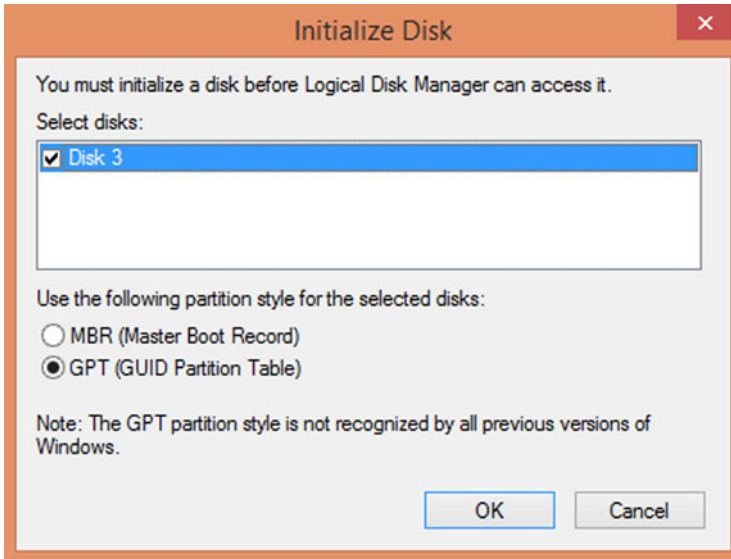 Initialize Disk
You must initialize a disk before Logical Disk Manager can access it.
Select disks:
Disk 3
Use the following partition style for the selected disks:
MBR (Master Boot Record)
GPT (GUID Partition Table)
Note: The GPT partition style is not recognized by all previous versions of
Windows.
OK Cancel